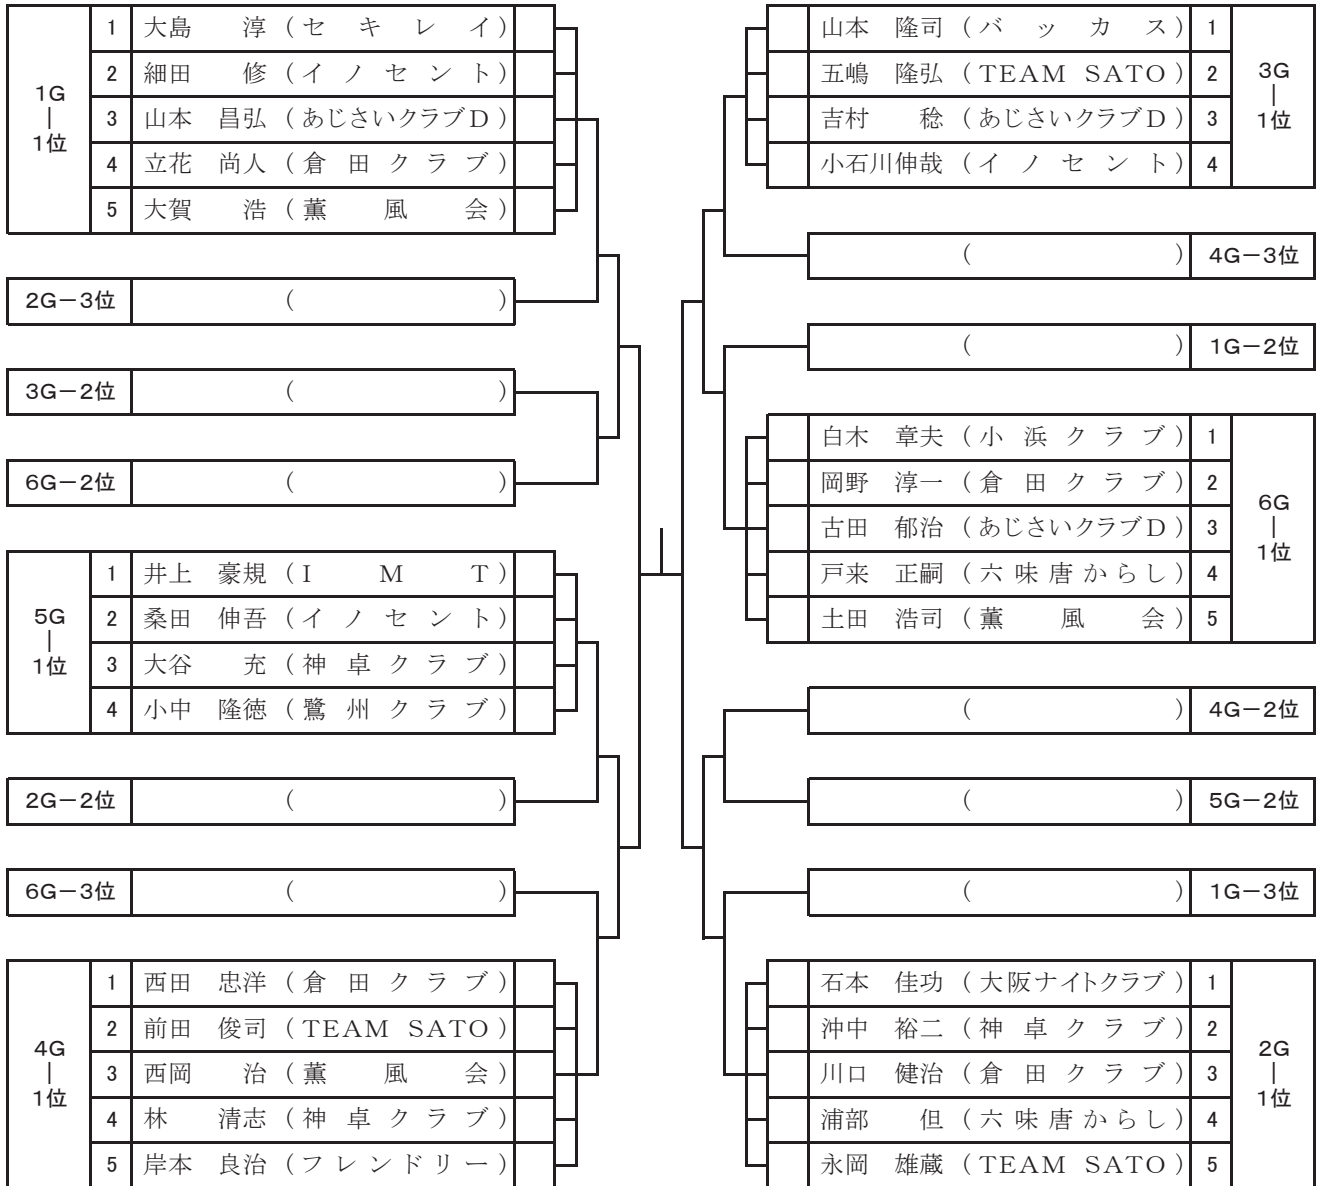 1G｜1位
1 大島 淳 (セキレイ)
2 細田 修 (イノセント)
3 山本 昌弘 (あじさいクラブD)
4 立花 尚人 (倉田クラブ)
5 大賀 浩 (薫風会)
2G－3位 ( )
3G－2位 ( )
6G－2位 ( )
5G｜1位
1 井上 豪規 (IMT)
2 桑田 伸吾 (イノセント)
3 大谷 充 (神卓クラブ)
4 小中 隆徳 (鷺州クラブ)
2G－2位 ( )
6G－3位 ( )
4G｜1位
1 西田 忠洋 (倉田クラブ)
2 前田 俊司 (TEAM SATO)
3 西岡 治 (薫風会)
4 林 清志 (神卓クラブ)
5 岸本 良治 (フレンドリー)
山本 隆司 (バッカス) 1
五嶋 隆弘 (TEAM SATO) 2
吉村 稔 (あじさいクラブD) 3
小石川伸哉 (イノセント) 4
3G｜1位
( ) 4G－3位
( ) 1G－2位
白木 章夫 (小浜クラブ) 1
岡野 淳一 (倉田クラブ) 2
古田 郁治 (あじさいクラブD) 3
戸来 正嗣 (六味唐からし) 4
土田 浩司 (薫風会) 5
6G｜1位
( ) 4G－2位
( ) 5G－2位
( ) 1G－3位
石本 佳功 (大阪ナイトクラブ) 1
沖中 裕二 (神卓クラブ) 2
川口 健治 (倉田クラブ) 3
浦部 但 (六味唐からし) 4
永岡 雄蔵 (TEAM SATO) 5
2G｜1位